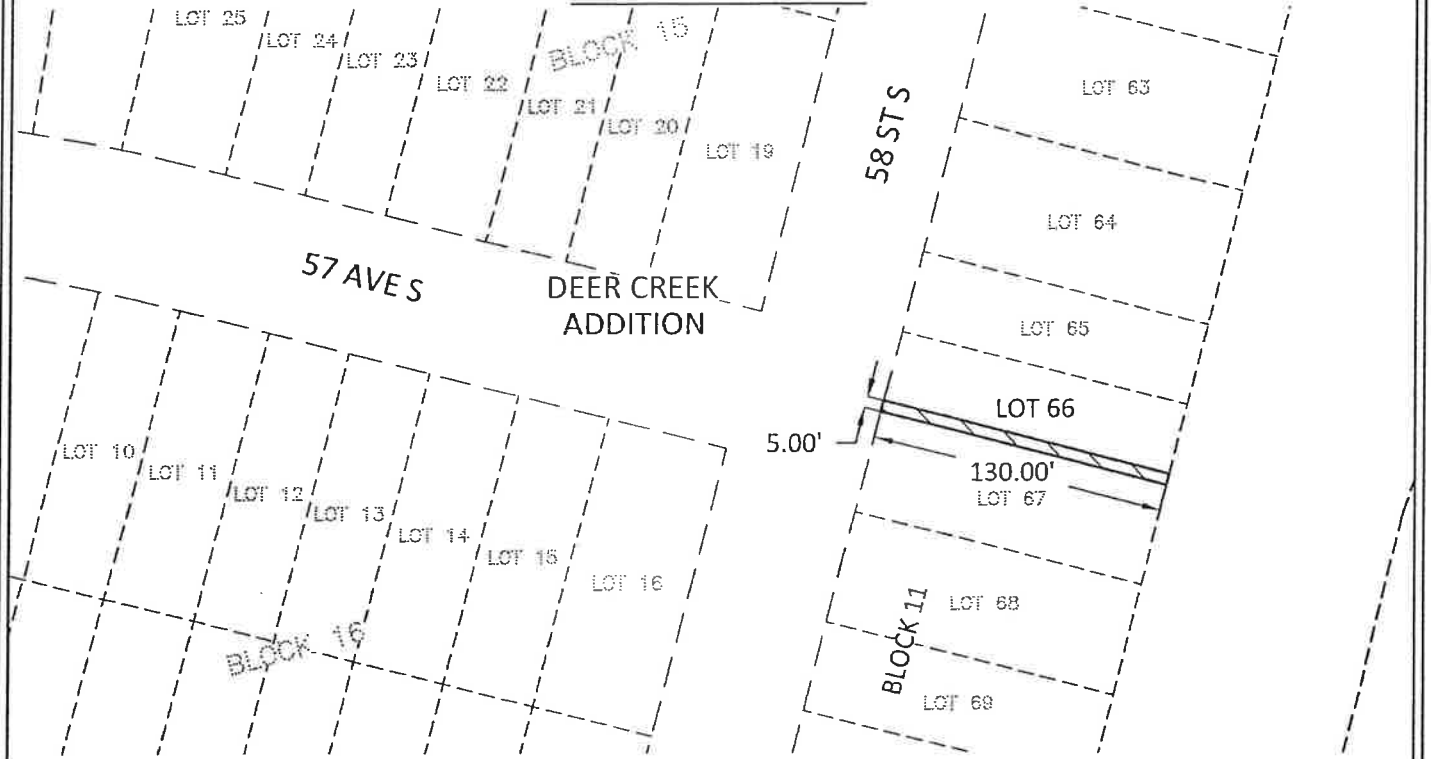 LOT 25
LOT 24
LOT 23
LOT 22
BLOCK 15
LOT 21
LOT 20
LOT 19
58 ST S
LOT 63
LOT 64
LOT 65
57 AVE S
DEER CREEK
ADDITION
LOT 66
5.00'
130.00'
LOT 67
LOT 10
LOT 11
LOT 12
LOT 13
LOT 14
LOT 15
LOT 16
BLOCK 16
BLOCK 11
LOT 68
LOT 69